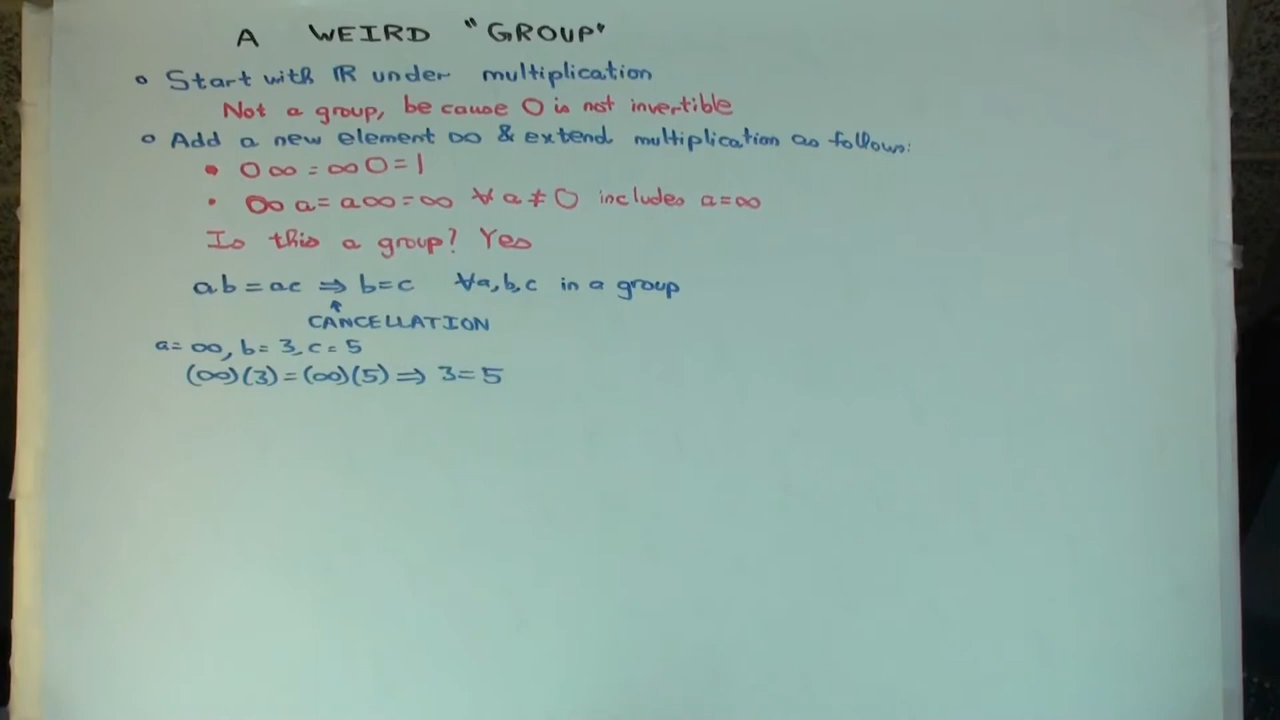 A WEIRD "GROUP"
∘ Start with ℝ under multiplication
Not a group, because 0 is not invertible
∘ Add a new element ∞ & extend multiplication as follows:
• 0∞ = ∞0 = 1
• ∞a = a∞ = ∞ ∀a ≠ 0 includes a=∞
Is this a group? Yes
ab = ac ⇒ b=c ∀a,b,c in a group
↑
CANCELLATION
a= ∞, b= 3, c= 5
(∞)(3) = (∞)(5) ⇒ 3=5